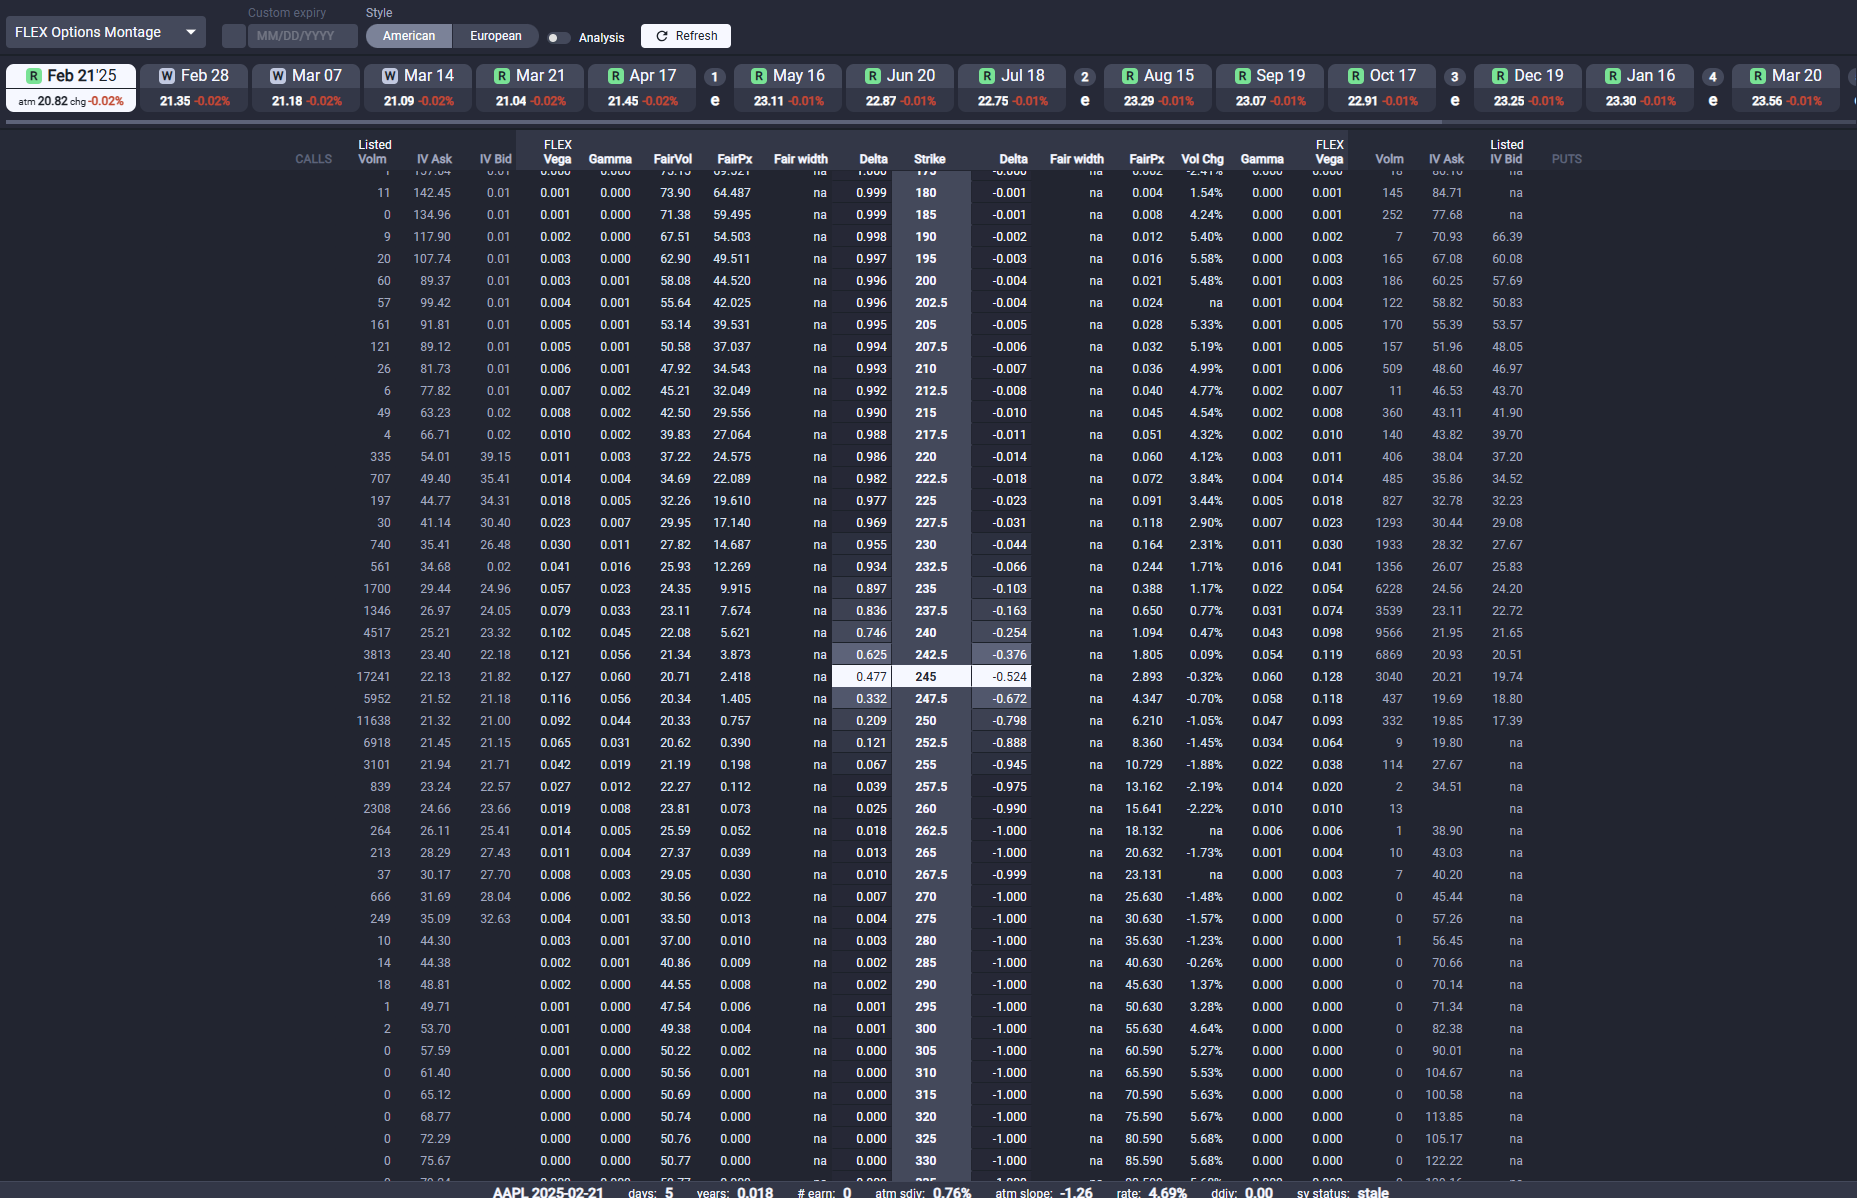 Custom expiry Style
FLEX Options Montage MM/DD/YYYY American European Analysis Refresh
R Feb 21'25 W Feb 28 W Mar 07 W Mar 14 R Mar 21 R Apr 17 1 R May 16 R Jun 20 R Jul 18 2 R Aug 15 R Sep 19 R Oct 17 3 R Dec 19 R Jan 16 4 R Mar 20
atm 20.82 chg -0.02% 21.35 -0.02% 21.18 -0.02% 21.09 -0.02% 21.04 -0.02% 21.45 -0.02% e 23.11 -0.01% 22.87 -0.01% 22.75 -0.01% e 23.29 -0.01% 23.07 -0.01% 22.91 -0.01% e 23.25 -0.01% 23.30 -0.01% e 23.56 -0.01%
Listed FLEX FLEX Listed
CALLS Volm IV Ask IV Bid Vega Gamma FairVol FairPx Fair width Delta Strike Delta Fair width FairPx Vol Chg Gamma Vega Volm IV Ask IV Bid PUTS
11 142.45 0.01 0.001 0.000 73.90 64.487 na 0.999 180 -0.001 na 0.004 1.54% 0.000 0.001 145 84.71 na
0 134.96 0.01 0.001 0.000 71.38 59.495 na 0.999 185 -0.001 na 0.008 4.24% 0.000 0.001 252 77.68 na
9 117.90 0.01 0.002 0.000 67.51 54.503 na 0.998 190 -0.002 na 0.012 5.40% 0.000 0.002 7 70.93 66.39
20 107.74 0.01 0.003 0.000 62.90 49.511 na 0.997 195 -0.003 na 0.016 5.58% 0.000 0.003 165 67.08 60.08
60 89.37 0.01 0.003 0.001 58.08 44.520 na 0.996 200 -0.004 na 0.021 5.48% 0.000 0.003 186 60.25 57.69
57 99.42 0.01 0.004 0.001 55.64 42.025 na 0.996 202.5 -0.004 na 0.024 na 0.001 0.004 122 58.82 50.83
161 91.81 0.01 0.005 0.001 53.14 39.531 na 0.995 205 -0.005 na 0.028 5.33% 0.001 0.005 170 55.39 53.57
121 89.12 0.01 0.005 0.001 50.58 37.037 na 0.994 207.5 -0.006 na 0.032 5.19% 0.001 0.005 157 51.96 48.05
26 81.73 0.01 0.006 0.001 47.92 34.543 na 0.993 210 -0.007 na 0.036 4.99% 0.001 0.006 509 48.60 46.97
6 77.82 0.01 0.007 0.002 45.21 32.049 na 0.992 212.5 -0.008 na 0.040 4.77% 0.002 0.007 11 46.53 43.70
49 63.23 0.02 0.008 0.002 42.50 29.556 na 0.990 215 -0.010 na 0.045 4.54% 0.002 0.008 360 43.11 41.90
4 66.71 0.02 0.010 0.002 39.83 27.064 na 0.988 217.5 -0.011 na 0.051 4.32% 0.002 0.010 140 43.82 39.70
335 54.01 39.15 0.011 0.003 37.22 24.575 na 0.986 220 -0.014 na 0.060 4.12% 0.003 0.011 406 38.04 37.20
707 49.40 35.41 0.014 0.004 34.69 22.089 na 0.982 222.5 -0.018 na 0.072 3.84% 0.004 0.014 485 35.86 34.52
197 44.77 34.31 0.018 0.005 32.26 19.610 na 0.977 225 -0.023 na 0.091 3.44% 0.005 0.018 827 32.78 32.23
30 41.14 30.40 0.023 0.007 29.95 17.140 na 0.969 227.5 -0.031 na 0.118 2.90% 0.007 0.023 1293 30.44 29.08
740 35.41 26.48 0.030 0.011 27.82 14.687 na 0.955 230 -0.044 na 0.164 2.31% 0.011 0.030 1933 28.32 27.67
561 34.68 0.02 0.041 0.016 25.93 12.269 na 0.934 232.5 -0.066 na 0.244 1.71% 0.016 0.041 1356 26.07 25.83
1700 29.44 24.96 0.057 0.023 24.35 9.915 na 0.897 235 -0.103 na 0.388 1.17% 0.022 0.054 6228 24.56 24.20
1346 26.97 24.05 0.079 0.033 23.11 7.674 na 0.836 237.5 -0.163 na 0.650 0.77% 0.031 0.074 3539 23.11 22.72
4517 25.21 23.32 0.102 0.045 22.08 5.621 na 0.746 240 -0.254 na 1.094 0.47% 0.043 0.098 9566 21.95 21.65
3813 23.40 22.18 0.121 0.056 21.34 3.873 na 0.625 242.5 -0.376 na 1.805 0.09% 0.054 0.119 6869 20.93 20.51
17241 22.13 21.82 0.127 0.060 20.71 2.418 na 0.477 245 -0.524 na 2.893 -0.32% 0.060 0.128 3040 20.21 19.74
5952 21.52 21.18 0.116 0.056 20.34 1.405 na 0.332 247.5 -0.672 na 4.347 -0.70% 0.058 0.118 437 19.69 18.80
11638 21.32 21.00 0.092 0.044 20.33 0.757 na 0.209 250 -0.798 na 6.210 -1.05% 0.047 0.093 332 19.85 17.39
6918 21.45 21.15 0.065 0.031 20.62 0.390 na 0.121 252.5 -0.888 na 8.360 -1.45% 0.034 0.064 9 19.80 na
3101 21.94 21.71 0.042 0.019 21.19 0.198 na 0.067 255 -0.945 na 10.729 -1.88% 0.022 0.038 114 27.67 na
839 23.24 22.57 0.027 0.012 22.27 0.112 na 0.039 257.5 -0.975 na 13.162 -2.19% 0.014 0.020 2 34.51 na
2308 24.66 23.66 0.019 0.008 23.81 0.073 na 0.025 260 -0.990 na 15.641 -2.22% 0.010 0.010 13 na
264 26.11 25.41 0.014 0.005 25.59 0.052 na 0.018 262.5 -1.000 na 18.132 na 0.006 0.006 1 38.90 na
213 28.29 27.43 0.011 0.004 27.37 0.039 na 0.013 265 -1.000 na 20.632 -1.73% 0.001 0.004 10 43.03 na
37 30.17 27.70 0.008 0.003 29.05 0.030 na 0.010 267.5 -0.999 na 23.131 na 0.000 0.003 7 40.20 na
666 31.69 28.04 0.006 0.002 30.56 0.022 na 0.007 270 -1.000 na 25.630 -1.48% 0.000 0.002 0 45.44 na
249 35.09 32.63 0.004 0.001 33.50 0.013 na 0.004 275 -1.000 na 30.630 -1.57% 0.000 0.000 0 57.26 na
10 44.30 0.003 0.001 37.00 0.010 na 0.003 280 -1.000 na 35.630 -1.23% 0.000 0.000 1 56.45 na
14 44.38 0.002 0.001 40.86 0.009 na 0.002 285 -1.000 na 40.630 -0.26% 0.000 0.000 0 70.66 na
18 48.81 0.002 0.000 44.55 0.008 na 0.002 290 -1.000 na 45.630 1.37% 0.000 0.000 0 70.14 na
1 49.71 0.001 0.000 47.54 0.006 na 0.001 295 -1.000 na 50.630 3.28% 0.000 0.000 0 71.34 na
2 53.70 0.001 0.000 49.38 0.004 na 0.001 300 -1.000 na 55.630 4.64% 0.000 0.000 0 82.38 na
0 57.59 0.001 0.000 50.22 0.002 na 0.000 305 -1.000 na 60.590 5.27% 0.000 0.000 0 90.01 na
0 61.40 0.000 0.000 50.56 0.001 na 0.000 310 -1.000 na 65.590 5.53% 0.000 0.000 0 104.67 na
0 65.12 0.000 0.000 50.69 0.000 na 0.000 315 -1.000 na 70.590 5.63% 0.000 0.000 0 100.58 na
0 68.77 0.000 0.000 50.74 0.000 na 0.000 320 -1.000 na 75.590 5.67% 0.000 0.000 0 113.85 na
0 72.29 0.000 0.000 50.76 0.000 na 0.000 325 -1.000 na 80.590 5.68% 0.000 0.000 0 105.17 na
0 75.67 0.000 0.000 50.77 0.000 na 0.000 330 -1.000 na 85.590 5.68% 0.000 0.000 0 122.22 na
AAPL 2025-02-21 days: 5 years: 0.018 # earn: 0 atm sdiv: 0.76% atm slope: -1.26 rate: 4.69% ddiv: 0.00 sv status: stale